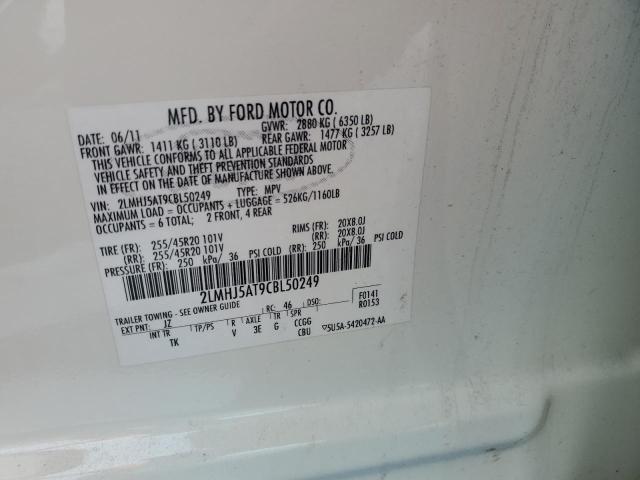 MFD. BY FORD MOTOR CO.
DATE: 06/11 GVWR: 2880 KG ( 6350 LB)
FRONT GAWR: 1411 KG ( 3110 LB) REAR GAWR: 1477 KG ( 3257 LB)
THIS VEHICLE CONFORMS TO ALL APPLICABLE FEDERAL MOTOR
VEHICLE SAFETY AND THEFT PREVENTION STANDARDS
IN EFFECT ON THE DATE OF MANUFACTURE SHOWN ABOVE.
VIN: 2LMHJ5AT9CBL50249 TYPE: MPV
MAXIMUM LOAD = OCCUPANTS + LUGGAGE = 526KG/1160LB
OCCUPANTS = 6 TOTAL; 2 FRONT, 4 REAR
TIRE (FR): 255/45R20 101V RIMS (FR): 20X8.0J
(RR): 255/45R20 101V (RR): 20X8.0J
PRESSURE (FR): 250 kPa/ 36 PSI COLD (RR): 250 kPa/ 36 PSI COLD
2LMHJ5AT9CBL50249
TRAILER TOWING - SEE OWNER GUIDE RC: 46 DSO: F0141
R0153
EXT PNT: JZ TP/PS R AXLE TR SPR
INT TR V 3E G CCGG
TK CBU ▽5U5A-5420472-AA